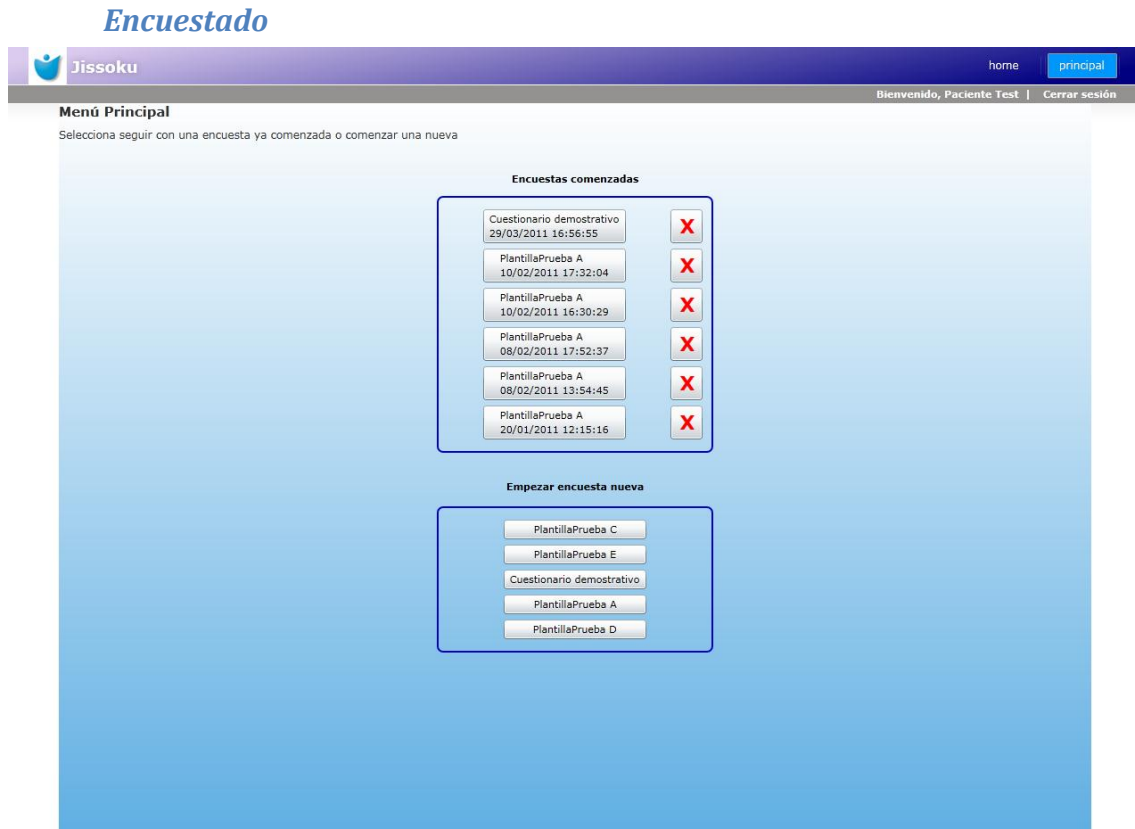 Encuestado
Jissoku
home
principal
Bienvenido, Paciente Test | Cerrar sesión
Menú Principal
Selecciona seguir con una encuesta ya comenzada o comenzar una nueva
Encuestas comenzadas
Cuestionario demostrativo
29/03/2011 16:56:55
X
PlantillaPrueba A
10/02/2011 17:32:04
X
PlantillaPrueba A
10/02/2011 16:30:29
X
PlantillaPrueba A
08/02/2011 17:52:37
X
PlantillaPrueba A
08/02/2011 13:54:45
X
PlantillaPrueba A
20/01/2011 12:15:16
X
Empezar encuesta nueva
PlantillaPrueba C
PlantillaPrueba E
Cuestionario demostrativo
PlantillaPrueba A
PlantillaPrueba D